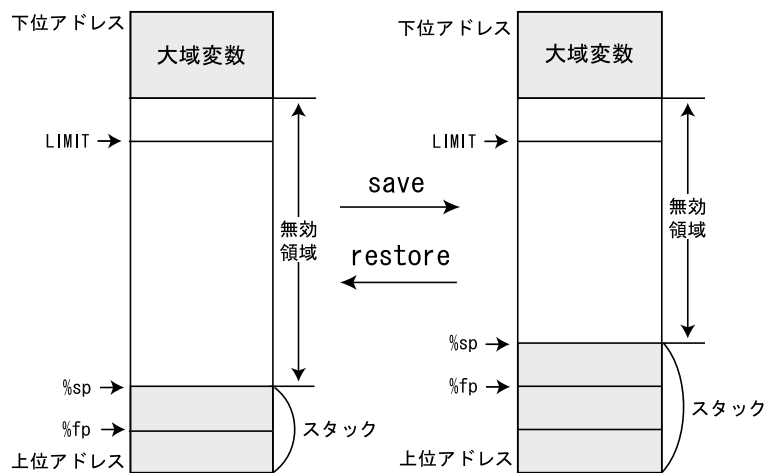 下位アドレス
大域変数
LIMIT
無効
領域
%sp
%fp
スタック
上位アドレス
save
restore
下位アドレス
大域変数
LIMIT
無効
領域
%sp
%fp
スタック
上位アドレス